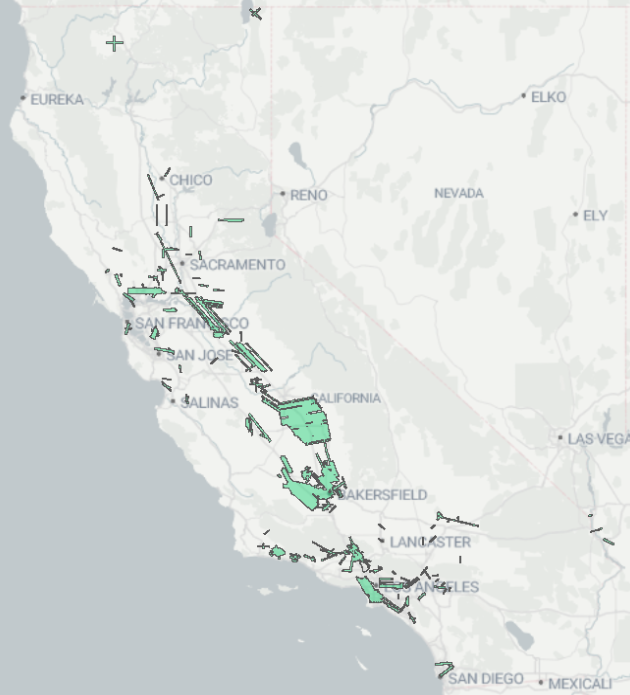 EUREKA
ELKO
CHICO
RENO
NEVADA
ELY
SACRAMENTO
SAN FRANCISCO
SAN JOSE
CALIFORNIA
SALINAS
LAS VEGA
BAKERSFIELD
LANCASTER
LOS ANGELES
SAN DIEGO
MEXICALI